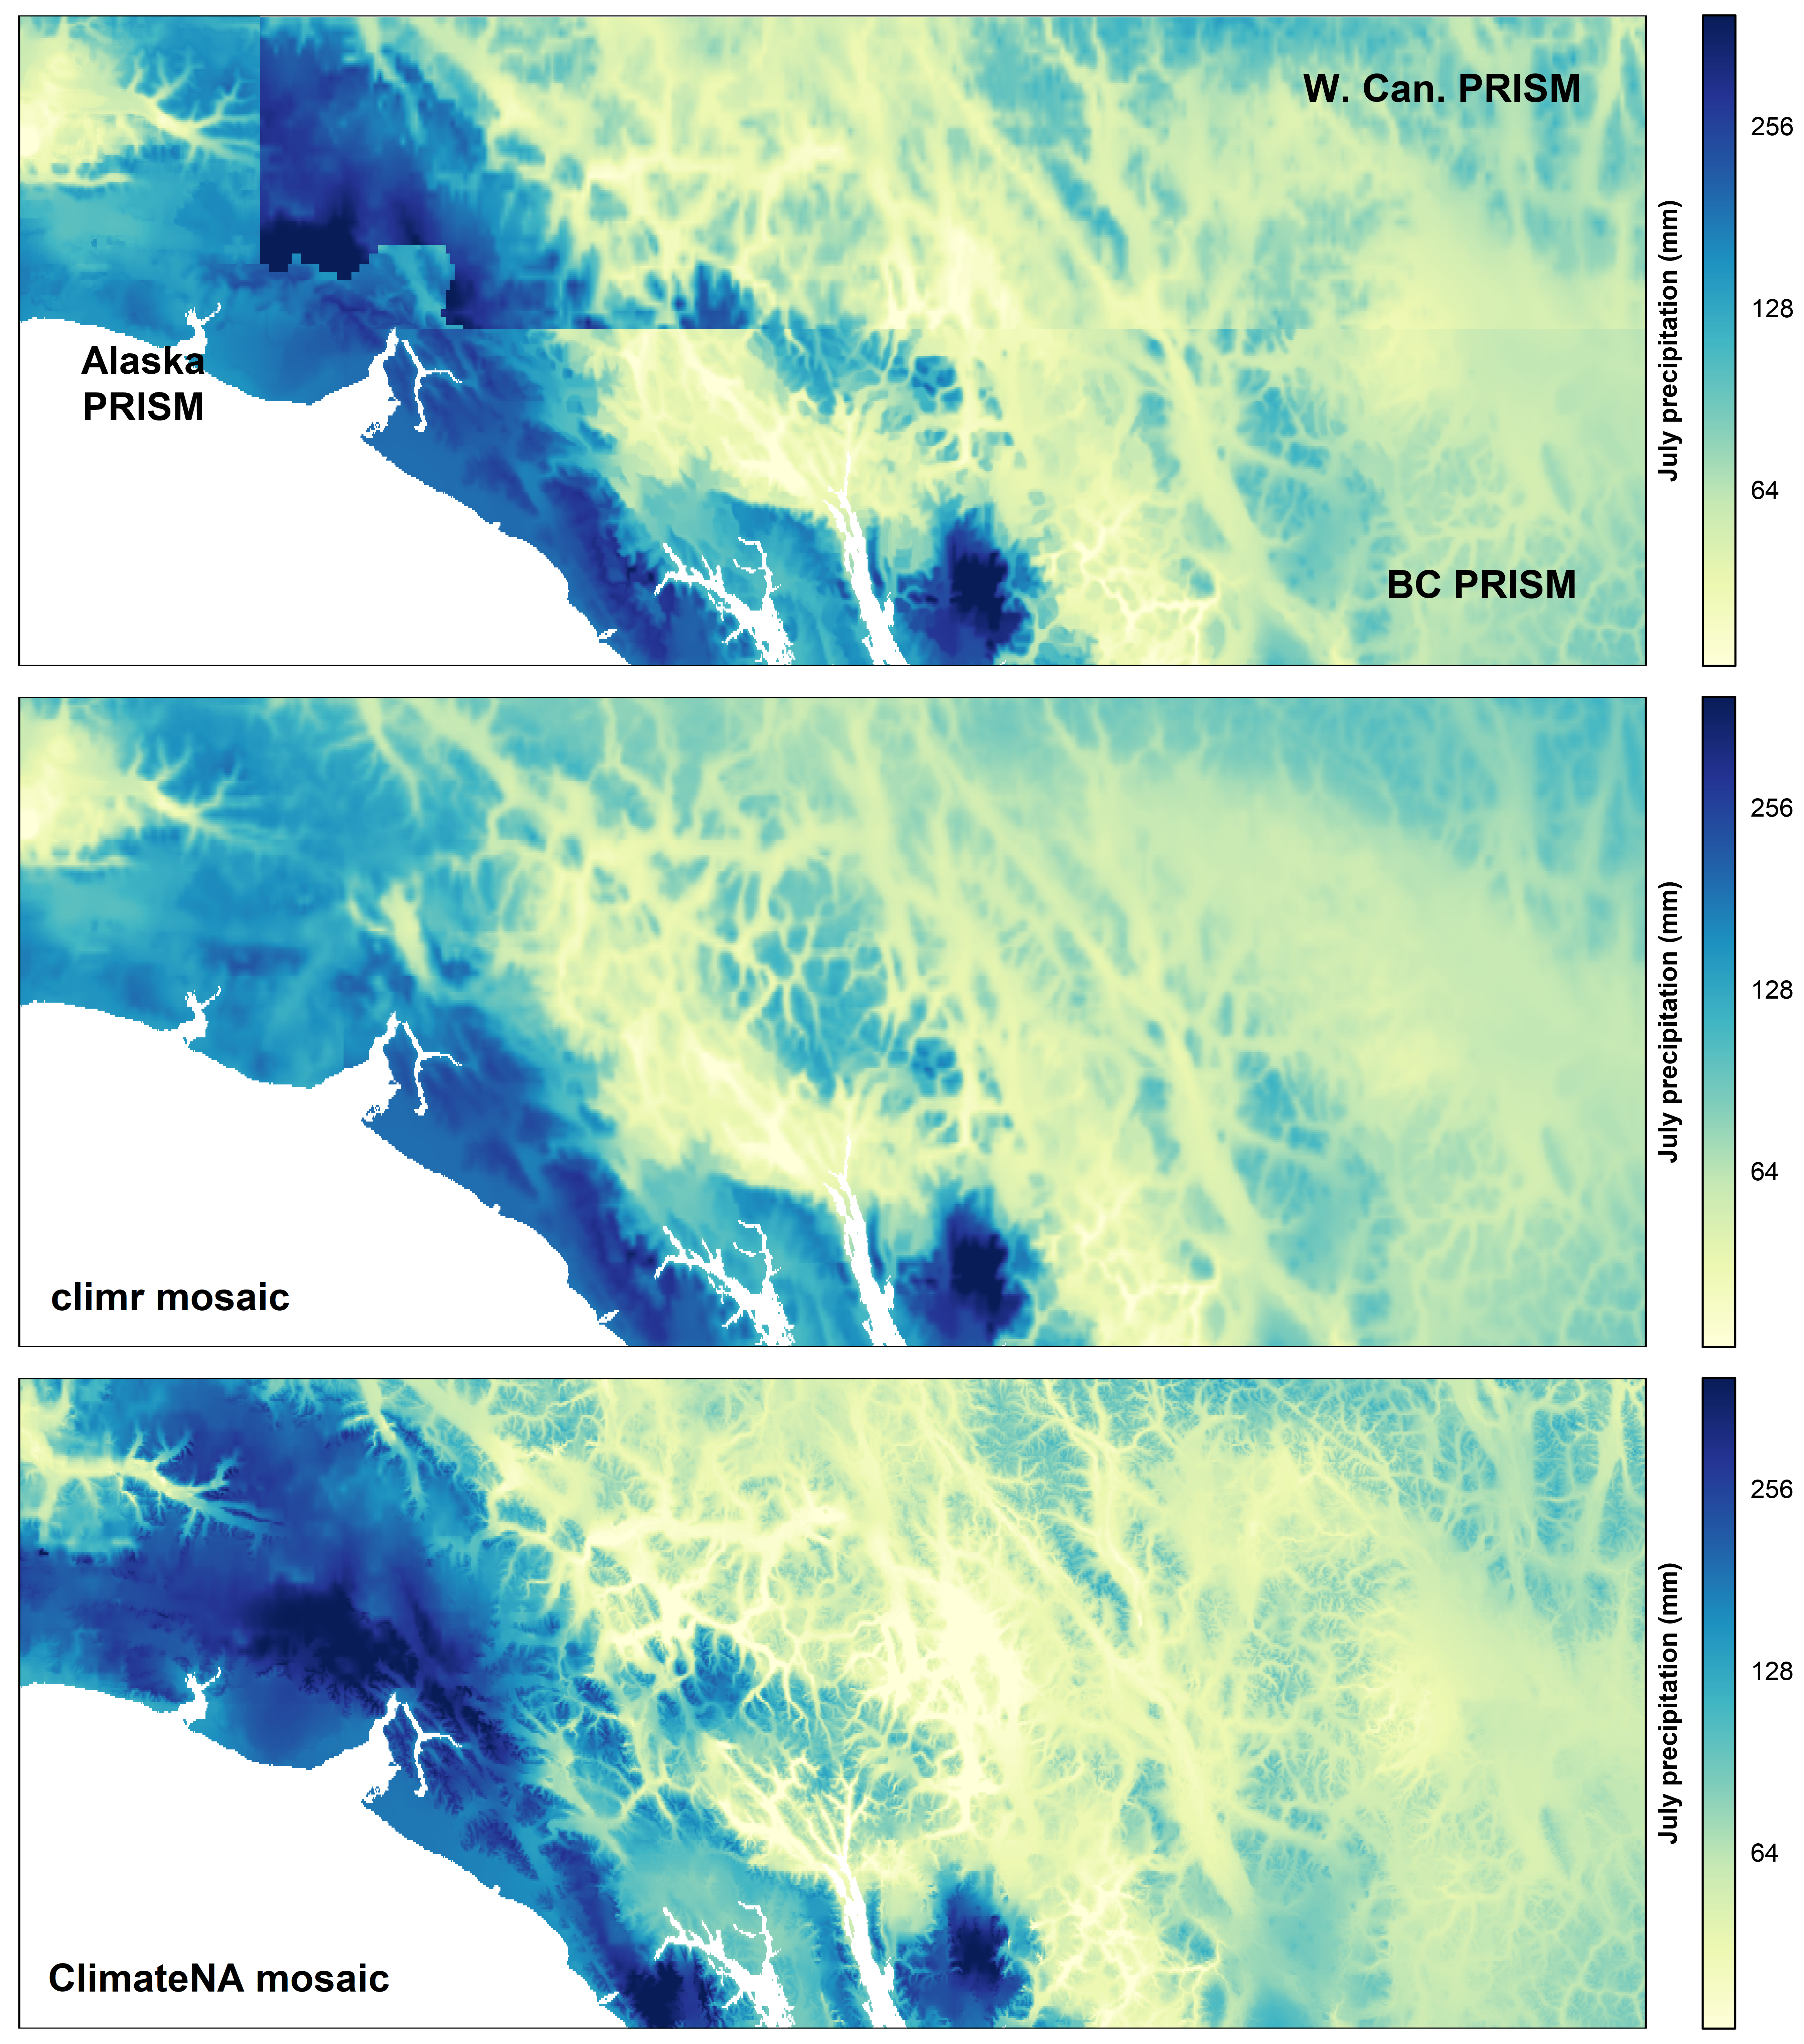 W. Can. PRISM
Alaska
PRISM
BC PRISM
256
128
64
July precipitation (mm)
climr mosaic
256
128
64
July precipitation (mm)
ClimateNA mosaic
256
128
64
July precipitation (mm)